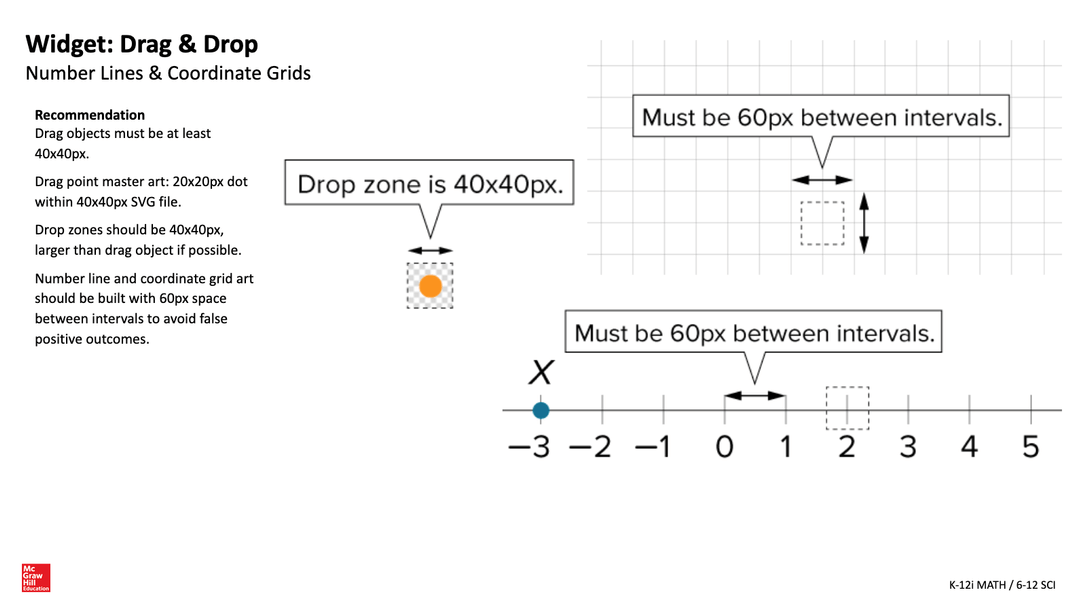 Widget: Drag & Drop
Number Lines & Coordinate Grids
Recommendation
Drag objects must be at least
40x40px.
Drag point master art: 20x20px dot
within 40x40px SVG file.
Drop zones should be 40x40px,
larger than drag object if possible.
Number line and coordinate grid art
should be built with 60px space
between intervals to avoid false
positive outcomes.
Drop zone is 40x40px.
Must be 60px between intervals.
Must be 60px between intervals.
X
−3 −2 −1 0 1 2 3 4 5
Mc
Graw
Hill
Education
K-12i MATH / 6-12 SCI